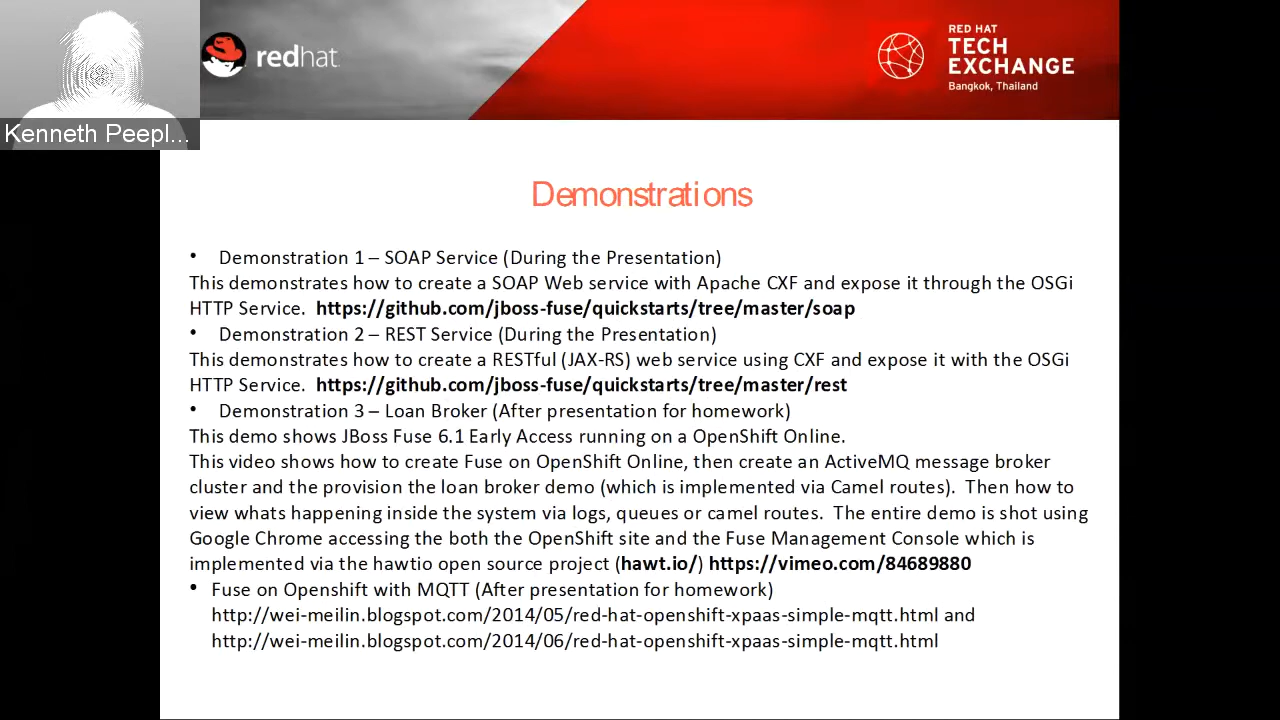 redhat.
RED HAT
TECH
EXCHANGE
Bangkok, Thailand
Kenneth Peepl...
Demonstrations
• Demonstration 1 – SOAP Service (During the Presentation)
This demonstrates how to create a SOAP Web service with Apache CXF and expose it through the OSGi
HTTP Service. https://github.com/jboss-fuse/quickstarts/tree/master/soap
• Demonstration 2 – REST Service (During the Presentation)
This demonstrates how to create a RESTful (JAX-RS) web service using CXF and expose it with the OSGi
HTTP Service. https://github.com/jboss-fuse/quickstarts/tree/master/rest
• Demonstration 3 – Loan Broker (After presentation for homework)
This demo shows JBoss Fuse 6.1 Early Access running on a OpenShift Online.
This video shows how to create Fuse on OpenShift Online, then create an ActiveMQ message broker
cluster and the provision the loan broker demo (which is implemented via Camel routes). Then how to
view whats happening inside the system via logs, queues or camel routes. The entire demo is shot using
Google Chrome accessing the both the OpenShift site and the Fuse Management Console which is
implemented via the hawtio open source project (hawt.io/) https://vimeo.com/84689880
• Fuse on Openshift with MQTT (After presentation for homework)
http://wei-meilin.blogspot.com/2014/05/red-hat-openshift-xpaas-simple-mqtt.html and
http://wei-meilin.blogspot.com/2014/06/red-hat-openshift-xpaas-simple-mqtt.html